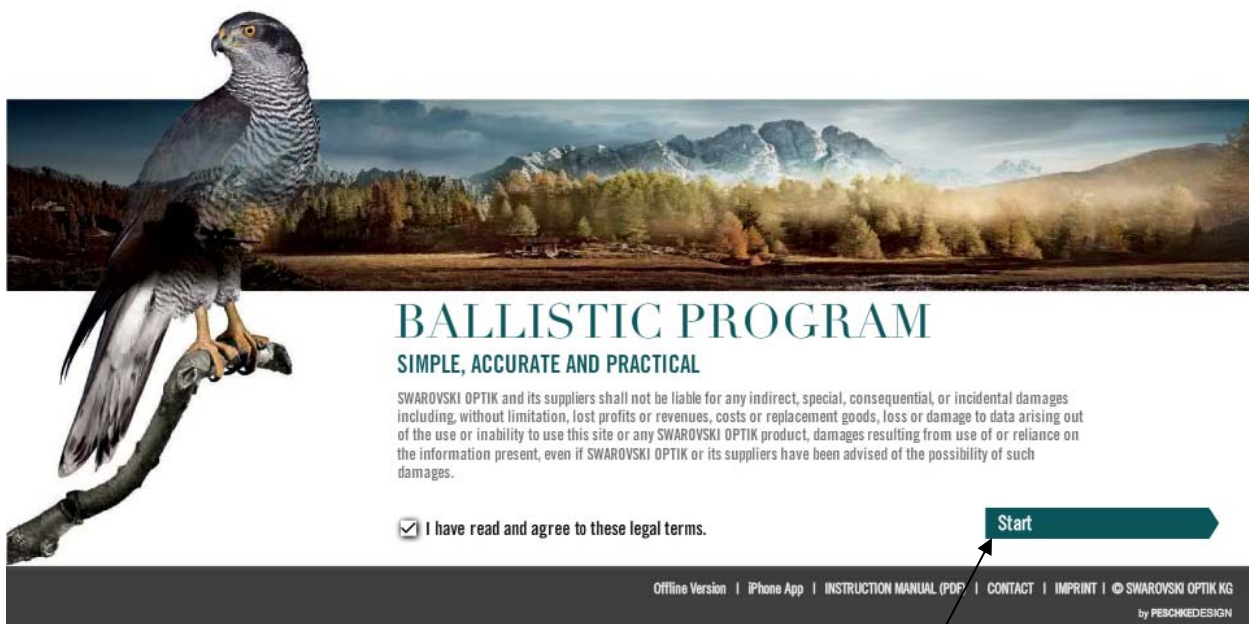 BALLISTIC PROGRAM
SIMPLE, ACCURATE AND PRACTICAL
SWAROVSKI OPTIK and its suppliers shall not be liable for any indirect, special, consequential, or incidental damages
including, without limitation, lost profits or revenues, costs or replacement goods, loss or damage to data arising out
of the use or inability to use this site or any SWAROVSKI OPTIK product, damages resulting from use of or reliance on
the information present, even if SWAROVSKI OPTIK or its suppliers have been advised of the possibility of such
damages.
I have read and agree to these legal terms.
Start
Offline Version | iPhone App | INSTRUCTION MANUAL (PDF) | CONTACT | IMPRINT | © SWAROVSKI OPTIK KG
by PESCHKEDESIGN